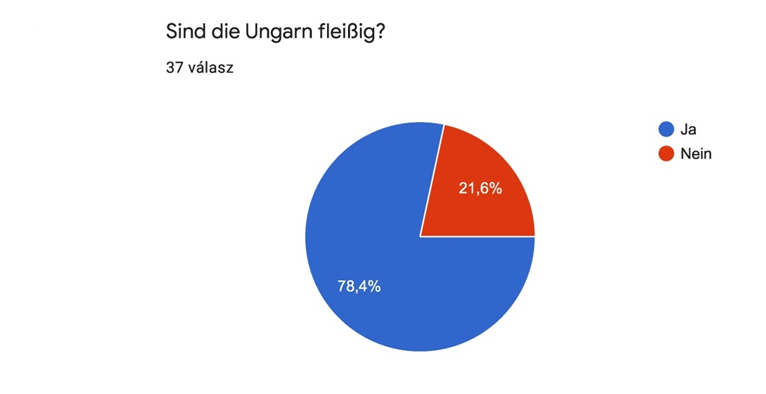 Sind die Ungarn fleißig?
37 válasz
Ja
Nein
21,6%
78,4%